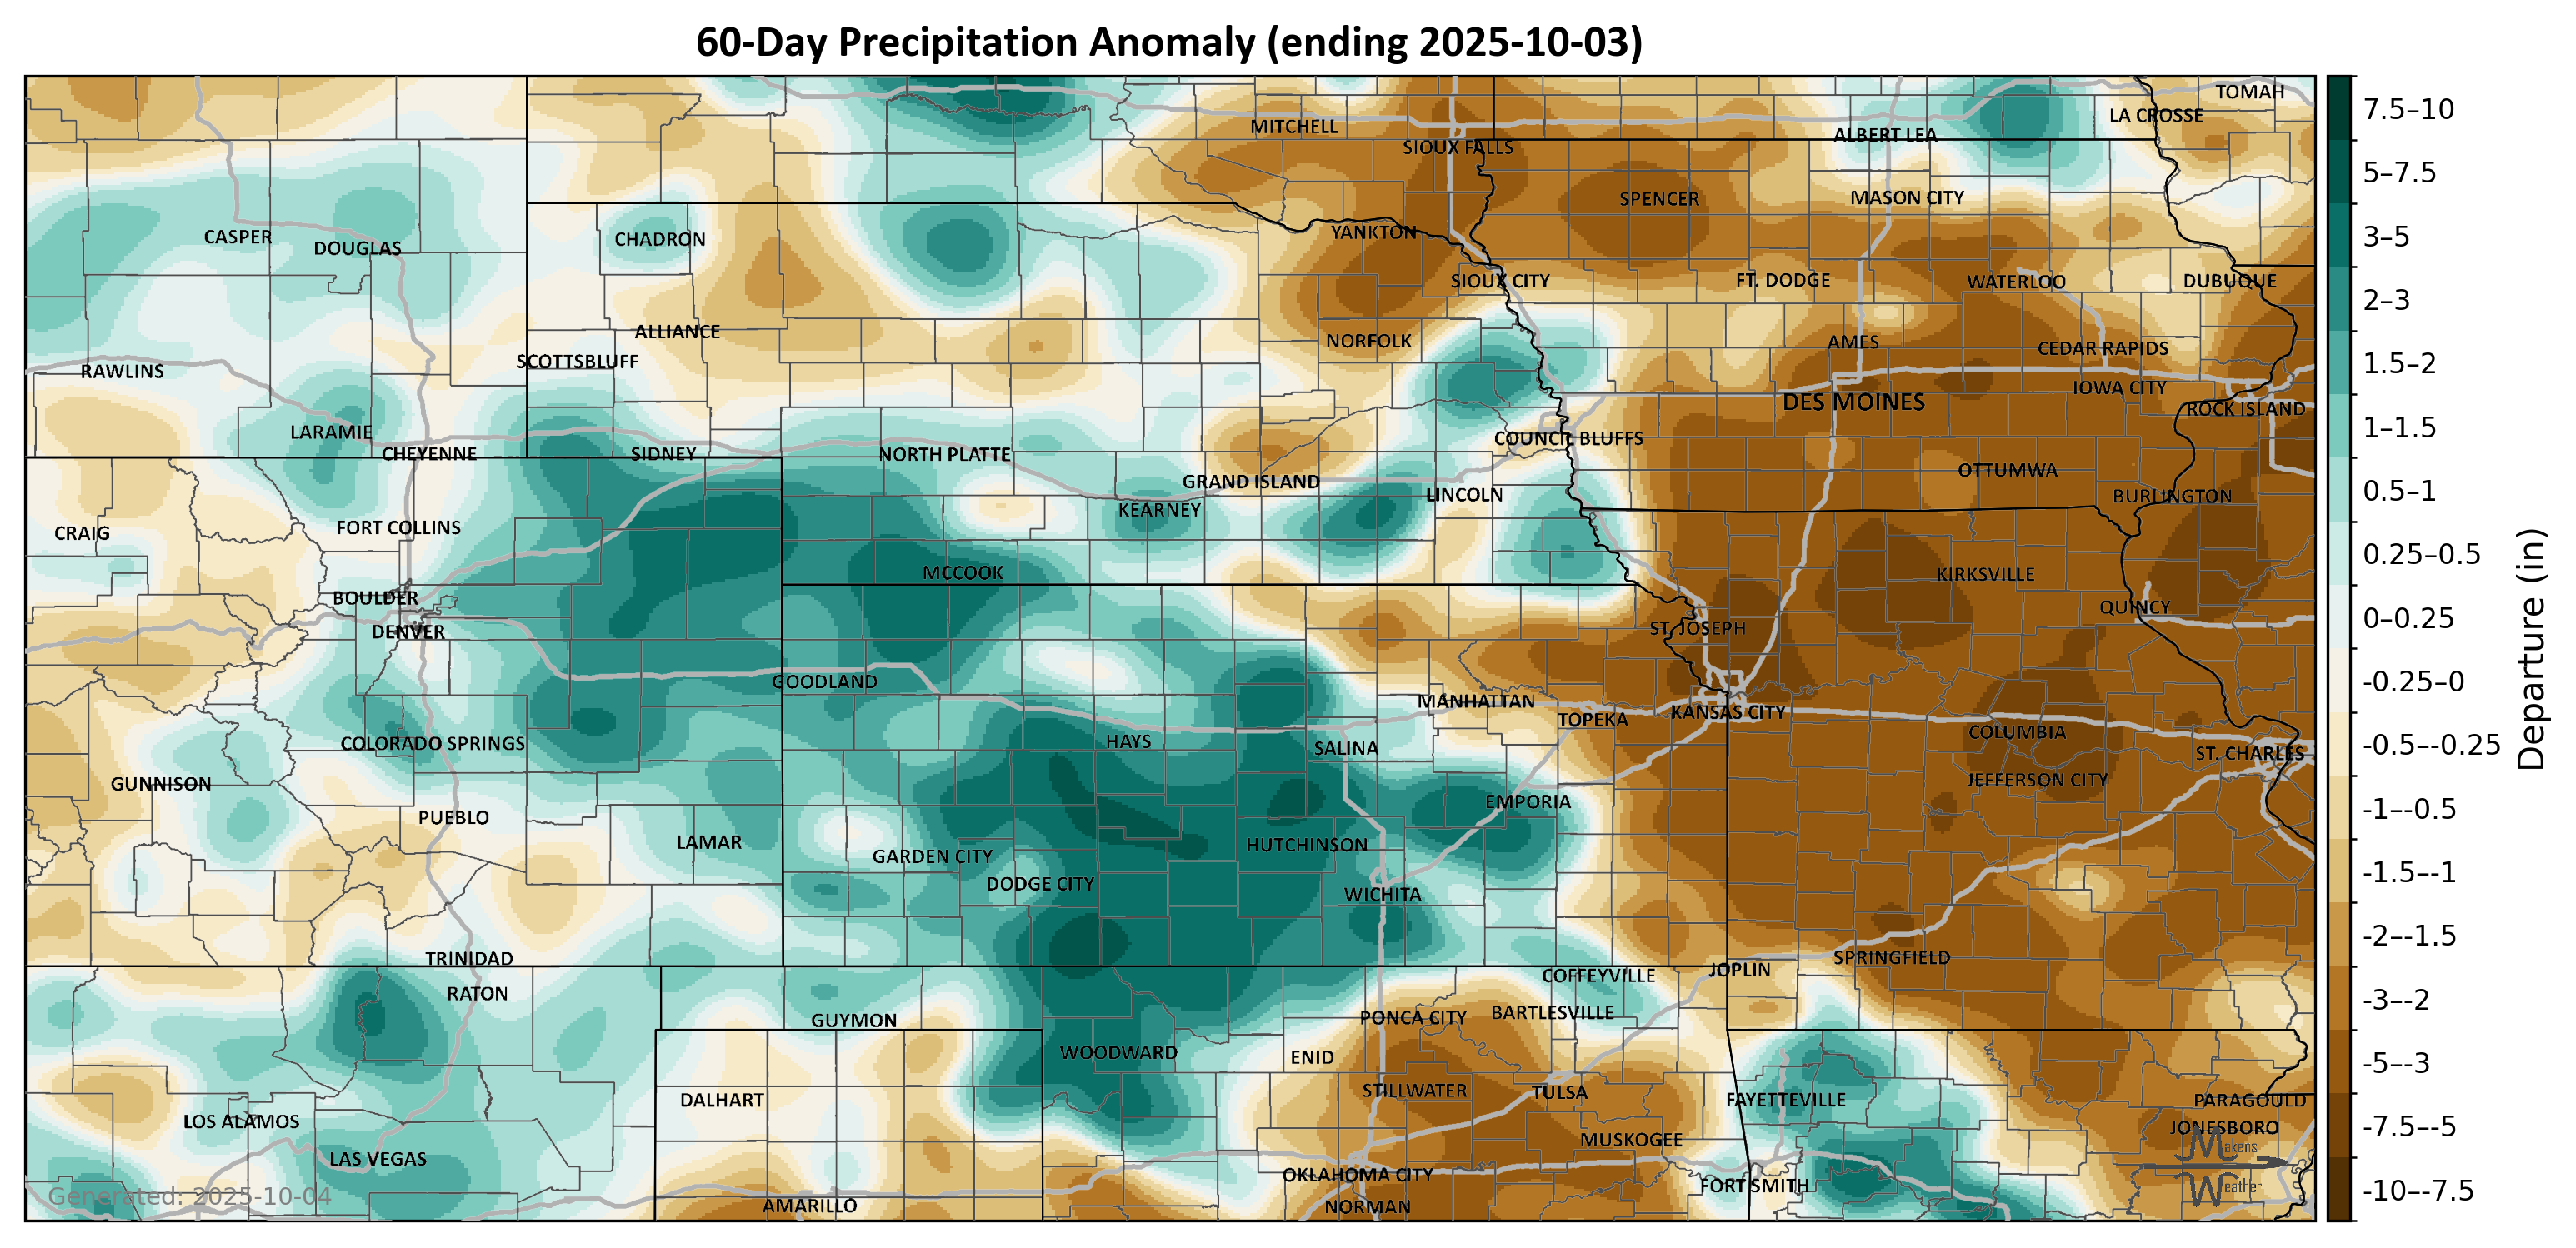 60-Day Precipitation Anomaly (ending 2025-10-03)
TOMAH
LA CROSSE
MITCHELL
ALBERT LEA
SIOUX FALLS
SPENCER
MASON CITY
CASPER
DOUGLAS
CHADRON
YANKTON
SIOUX CITY
FT. DODGE
WATERLOO
DUBUQUE
ALLIANCE
NORFOLK
AMES
CEDAR RAPIDS
SCOTTSBLUFF
RAWLINS
IOWA CITY
DES MOINES
ROCK ISLAND
LARAMIE
CHEYENNE
SIDNEY
NORTH PLATTE
COUNCIL BLUFFS
GRAND ISLAND
LINCOLN
OTTUMWA
BURLINGTON
KEARNEY
CRAIG
FORT COLLINS
MCCOOK
KIRKSVILLE
BOULDER
QUINCY
DENVER
ST. JOSEPH
GOODLAND
MANHATTAN
TOPEKA
KANSAS CITY
COLORADO SPRINGS
HAYS
SALINA
COLUMBIA
ST. CHARLES
GUNNISON
JEFFERSON CITY
PUEBLO
EMPORIA
LAMAR
GARDEN CITY
HUTCHINSON
DODGE CITY
WICHITA
TRINIDAD
SPRINGFIELD
COFFEYVILLE
JOPLIN
RATON
GUYMON
PONCA CITY
BARTLESVILLE
WOODWARD
ENID
DALHART
STILLWATER
TULSA
FAYETTEVILLE
PARAGOULD
LOS ALAMOS
MUSKOGEE
JONESBORO
LAS VEGAS
OKLAHOMA CITY
FORT SMITH
AMARILLO
NORMAN
Generated: 2025-10-04
Makens
Weather
7.5–10
5–7.5
3–5
2–3
1.5–2
1–1.5
0.5–1
0.25–0.5
0–0.25
-0.25–0
-0.5–-0.25
-1–-0.5
-1.5–-1
-2–-1.5
-3–-2
-5–-3
-7.5–-5
-10–-7.5
Departure (in)